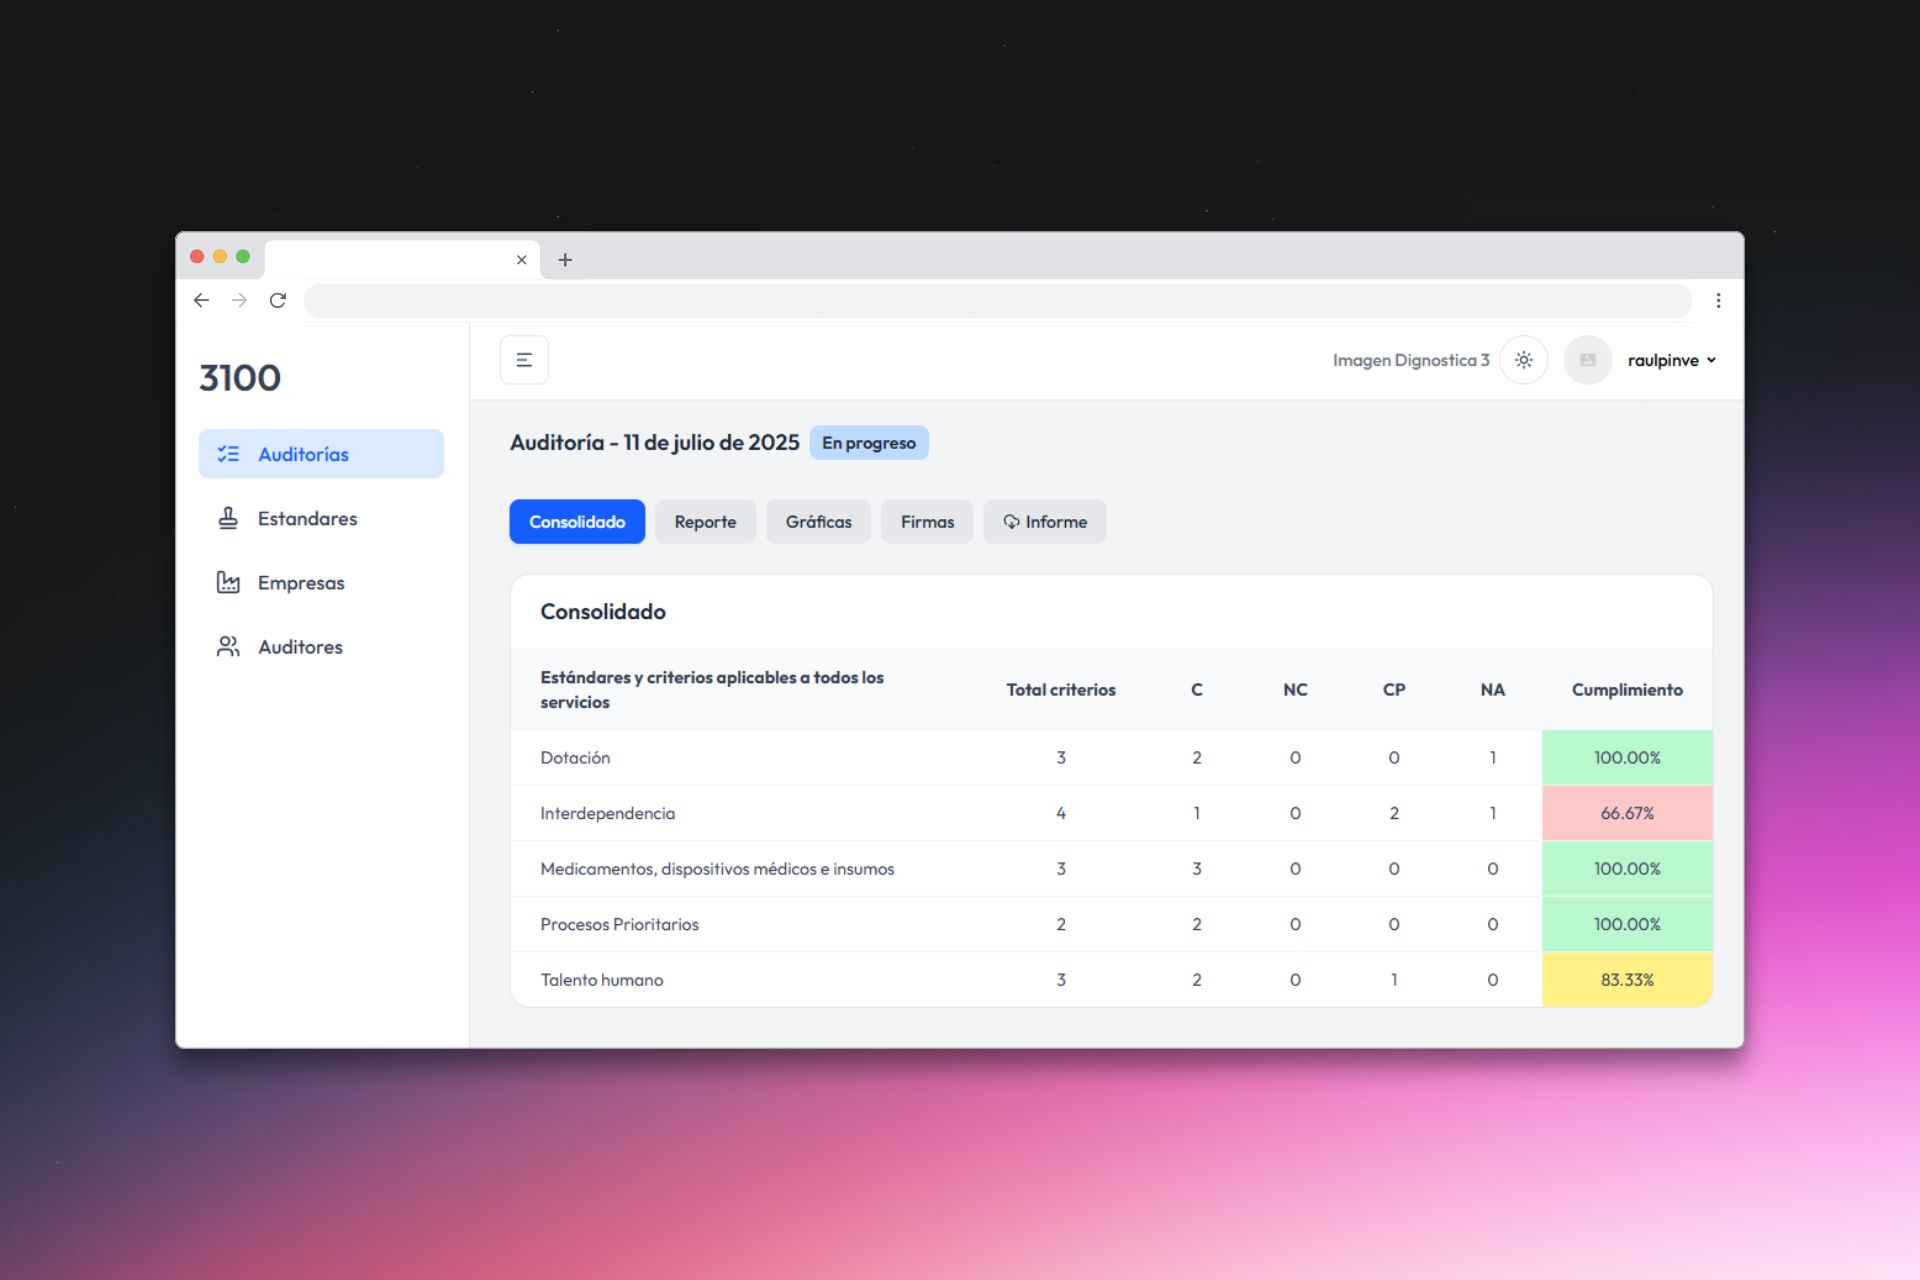 3100
Imagen Dignostica 3
raulpinve
Auditorías
Estandares
Empresas
Auditores
Auditoría - 11 de julio de 2025 En progreso
Consolidado Reporte Gráficas Firmas Informe
Consolidado
Estándares y criterios aplicables a todos los
servicios
Total criterios C NC CP NA Cumplimiento
Dotación 3 2 0 0 1 100.00%
Interdependencia 4 1 0 2 1 66.67%
Medicamentos, dispositivos médicos e insumos 3 3 0 0 0 100.00%
Procesos Prioritarios 2 2 0 0 0 100.00%
Talento humano 3 2 0 1 0 83.33%